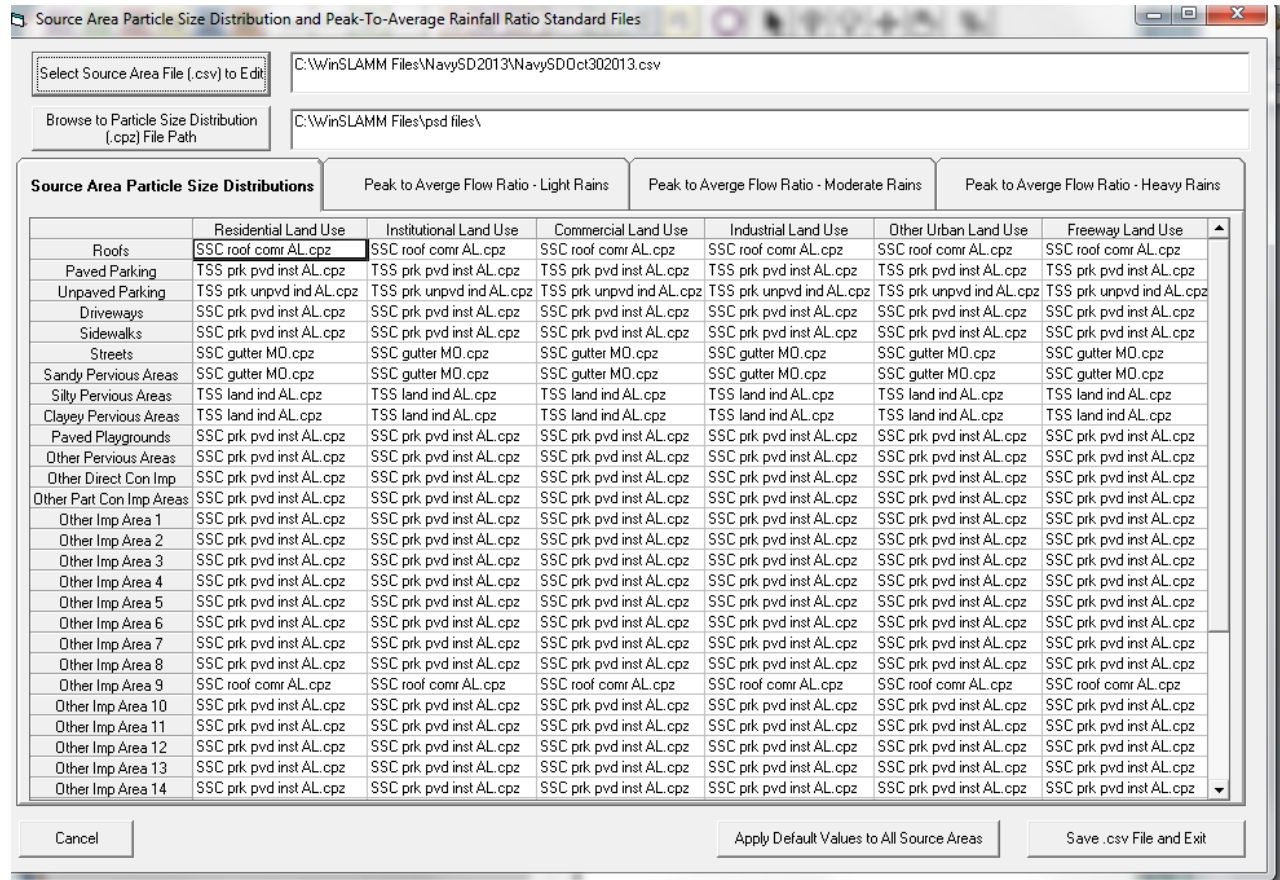 Source Area Particle Size Distribution and Peak-To-Average Rainfall Ratio Standard Files
Select Source Area File (.csv) to Edit
C:\WinSLAMM Files\NavySD2013\NavySDOct302013.csv
Browse to Particle Size Distribution
(.cpz) File Path
C:\WinSLAMM Files\psd files\
Source Area Particle Size Distributions Peak to Averge Flow Ratio - Light Rains Peak to Averge Flow Ratio - Moderate Rains Peak to Averge Flow Ratio - Heavy Rains
Residential Land Use Institutional Land Use Commercial Land Use Industrial Land Use Other Urban Land Use Freeway Land Use
Roofs SSC roof comr AL.cpz SSC roof comr AL.cpz SSC roof comr AL.cpz SSC roof comr AL.cpz SSC roof comr AL.cpz SSC roof comr AL.cpz
Paved Parking TSS prk pvd inst AL.cpz TSS prk pvd inst AL.cpz TSS prk pvd inst AL.cpz TSS prk pvd inst AL.cpz TSS prk pvd inst AL.cpz TSS prk pvd inst AL.cpz
Unpaved Parking TSS prk unpvd ind AL.cpz TSS prk unpvd ind AL.cpz TSS prk unpvd ind AL.cpz TSS prk unpvd ind AL.cpz TSS prk unpvd ind AL.cpz TSS prk unpvd ind AL.cpz
Driveways SSC prk pvd inst AL.cpz SSC prk pvd inst AL.cpz SSC prk pvd inst AL.cpz SSC prk pvd inst AL.cpz SSC prk pvd inst AL.cpz SSC prk pvd inst AL.cpz
Sidewalks SSC prk pvd inst AL.cpz SSC prk pvd inst AL.cpz SSC prk pvd inst AL.cpz SSC prk pvd inst AL.cpz SSC prk pvd inst AL.cpz SSC prk pvd inst AL.cpz
Streets SSC gutter MO.cpz SSC gutter MO.cpz SSC gutter MO.cpz SSC gutter MO.cpz SSC gutter MO.cpz SSC gutter MO.cpz
Sandy Pervious Areas SSC gutter MO.cpz SSC gutter MO.cpz SSC gutter MO.cpz SSC gutter MO.cpz SSC gutter MO.cpz SSC gutter MO.cpz
Silty Pervious Areas TSS land ind AL.cpz TSS land ind AL.cpz TSS land ind AL.cpz TSS land ind AL.cpz TSS land ind AL.cpz TSS land ind AL.cpz
Clayey Pervious Areas TSS land ind AL.cpz TSS land ind AL.cpz TSS land ind AL.cpz TSS land ind AL.cpz TSS land ind AL.cpz TSS land ind AL.cpz
Paved Playgrounds SSC prk pvd inst AL.cpz SSC prk pvd inst AL.cpz SSC prk pvd inst AL.cpz SSC prk pvd inst AL.cpz SSC prk pvd inst AL.cpz SSC prk pvd inst AL.cpz
Other Pervious Areas SSC prk pvd inst AL.cpz SSC prk pvd inst AL.cpz SSC prk pvd inst AL.cpz SSC prk pvd inst AL.cpz SSC prk pvd inst AL.cpz SSC prk pvd inst AL.cpz
Other Direct Con Imp SSC prk pvd inst AL.cpz SSC prk pvd inst AL.cpz SSC prk pvd inst AL.cpz SSC prk pvd inst AL.cpz SSC prk pvd inst AL.cpz SSC prk pvd inst AL.cpz
Other Part Con Imp Areas SSC prk pvd inst AL.cpz SSC prk pvd inst AL.cpz SSC prk pvd inst AL.cpz SSC prk pvd inst AL.cpz SSC prk pvd inst AL.cpz SSC prk pvd inst AL.cpz
Other Imp Area 1 SSC prk pvd inst AL.cpz SSC prk pvd inst AL.cpz SSC prk pvd inst AL.cpz SSC prk pvd inst AL.cpz SSC prk pvd inst AL.cpz SSC prk pvd inst AL.cpz
Other Imp Area 2 SSC prk pvd inst AL.cpz SSC prk pvd inst AL.cpz SSC prk pvd inst AL.cpz SSC prk pvd inst AL.cpz SSC prk pvd inst AL.cpz SSC prk pvd inst AL.cpz
Other Imp Area 3 SSC prk pvd inst AL.cpz SSC prk pvd inst AL.cpz SSC prk pvd inst AL.cpz SSC prk pvd inst AL.cpz SSC prk pvd inst AL.cpz SSC prk pvd inst AL.cpz
Other Imp Area 4 SSC prk pvd inst AL.cpz SSC prk pvd inst AL.cpz SSC prk pvd inst AL.cpz SSC prk pvd inst AL.cpz SSC prk pvd inst AL.cpz SSC prk pvd inst AL.cpz
Other Imp Area 5 SSC prk pvd inst AL.cpz SSC prk pvd inst AL.cpz SSC prk pvd inst AL.cpz SSC prk pvd inst AL.cpz SSC prk pvd inst AL.cpz SSC prk pvd inst AL.cpz
Other Imp Area 6 SSC prk pvd inst AL.cpz SSC prk pvd inst AL.cpz SSC prk pvd inst AL.cpz SSC prk pvd inst AL.cpz SSC prk pvd inst AL.cpz SSC prk pvd inst AL.cpz
Other Imp Area 7 SSC prk pvd inst AL.cpz SSC prk pvd inst AL.cpz SSC prk pvd inst AL.cpz SSC prk pvd inst AL.cpz SSC prk pvd inst AL.cpz SSC prk pvd inst AL.cpz
Other Imp Area 8 SSC prk pvd inst AL.cpz SSC prk pvd inst AL.cpz SSC prk pvd inst AL.cpz SSC prk pvd inst AL.cpz SSC prk pvd inst AL.cpz SSC prk pvd inst AL.cpz
Other Imp Area 9 SSC roof comr AL.cpz SSC roof comr AL.cpz SSC roof comr AL.cpz SSC roof comr AL.cpz SSC roof comr AL.cpz SSC roof comr AL.cpz
Other Imp Area 10 SSC prk pvd inst AL.cpz SSC prk pvd inst AL.cpz SSC prk pvd inst AL.cpz SSC prk pvd inst AL.cpz SSC prk pvd inst AL.cpz SSC prk pvd inst AL.cpz
Other Imp Area 11 SSC prk pvd inst AL.cpz SSC prk pvd inst AL.cpz SSC prk pvd inst AL.cpz SSC prk pvd inst AL.cpz SSC prk pvd inst AL.cpz SSC prk pvd inst AL.cpz
Other Imp Area 12 SSC prk pvd inst AL.cpz SSC prk pvd inst AL.cpz SSC prk pvd inst AL.cpz SSC prk pvd inst AL.cpz SSC prk pvd inst AL.cpz SSC prk pvd inst AL.cpz
Other Imp Area 13 SSC prk pvd inst AL.cpz SSC prk pvd inst AL.cpz SSC prk pvd inst AL.cpz SSC prk pvd inst AL.cpz SSC prk pvd inst AL.cpz SSC prk pvd inst AL.cpz
Other Imp Area 14 SSC prk pvd inst AL.cpz SSC prk pvd inst AL.cpz SSC prk pvd inst AL.cpz SSC prk pvd inst AL.cpz SSC prk pvd inst AL.cpz SSC prk pvd inst AL.cpz
Cancel Apply Default Values to All Source Areas Save .csv File and Exit